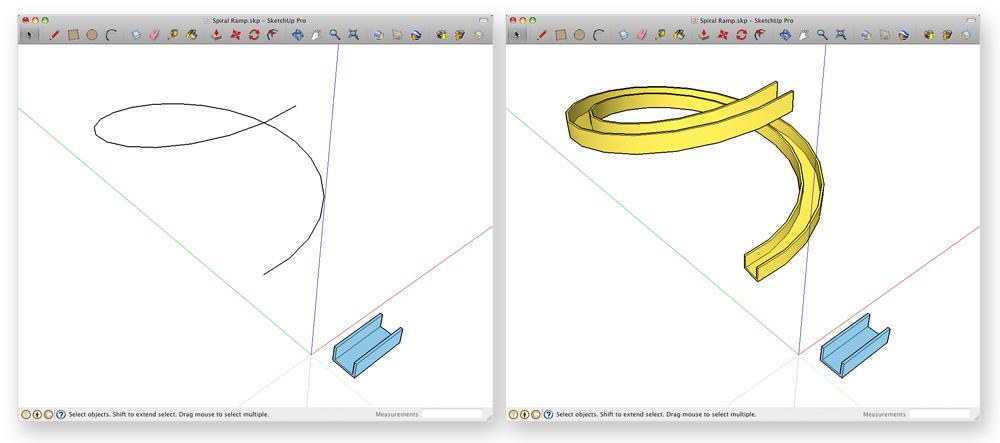 Spiral Ramp.skp - SketchUp Pro
Select objects. Shift to extend select. Drag mouse to select multiple.
Measurements
Spiral Ramp.skp - SketchUp Pro
Select objects. Shift to extend select. Drag mouse to select multiple.
Measurements